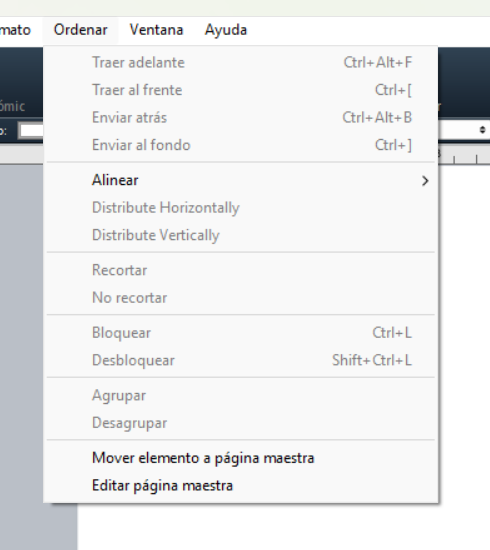 mato Ordenar Ventana Ayuda
Traer adelante Ctrl+Alt+F
Traer al frente Ctrl+[
Enviar atrás Ctrl+Alt+B
Enviar al fondo Ctrl+]
Alinear
Distribute Horizontally
Distribute Vertically
Recortar
No recortar
Bloquear Ctrl+L
Desbloquear Shift+Ctrl+L
Agrupar
Desagrupar
Mover elemento a página maestra
Editar página maestra
ómic
o: